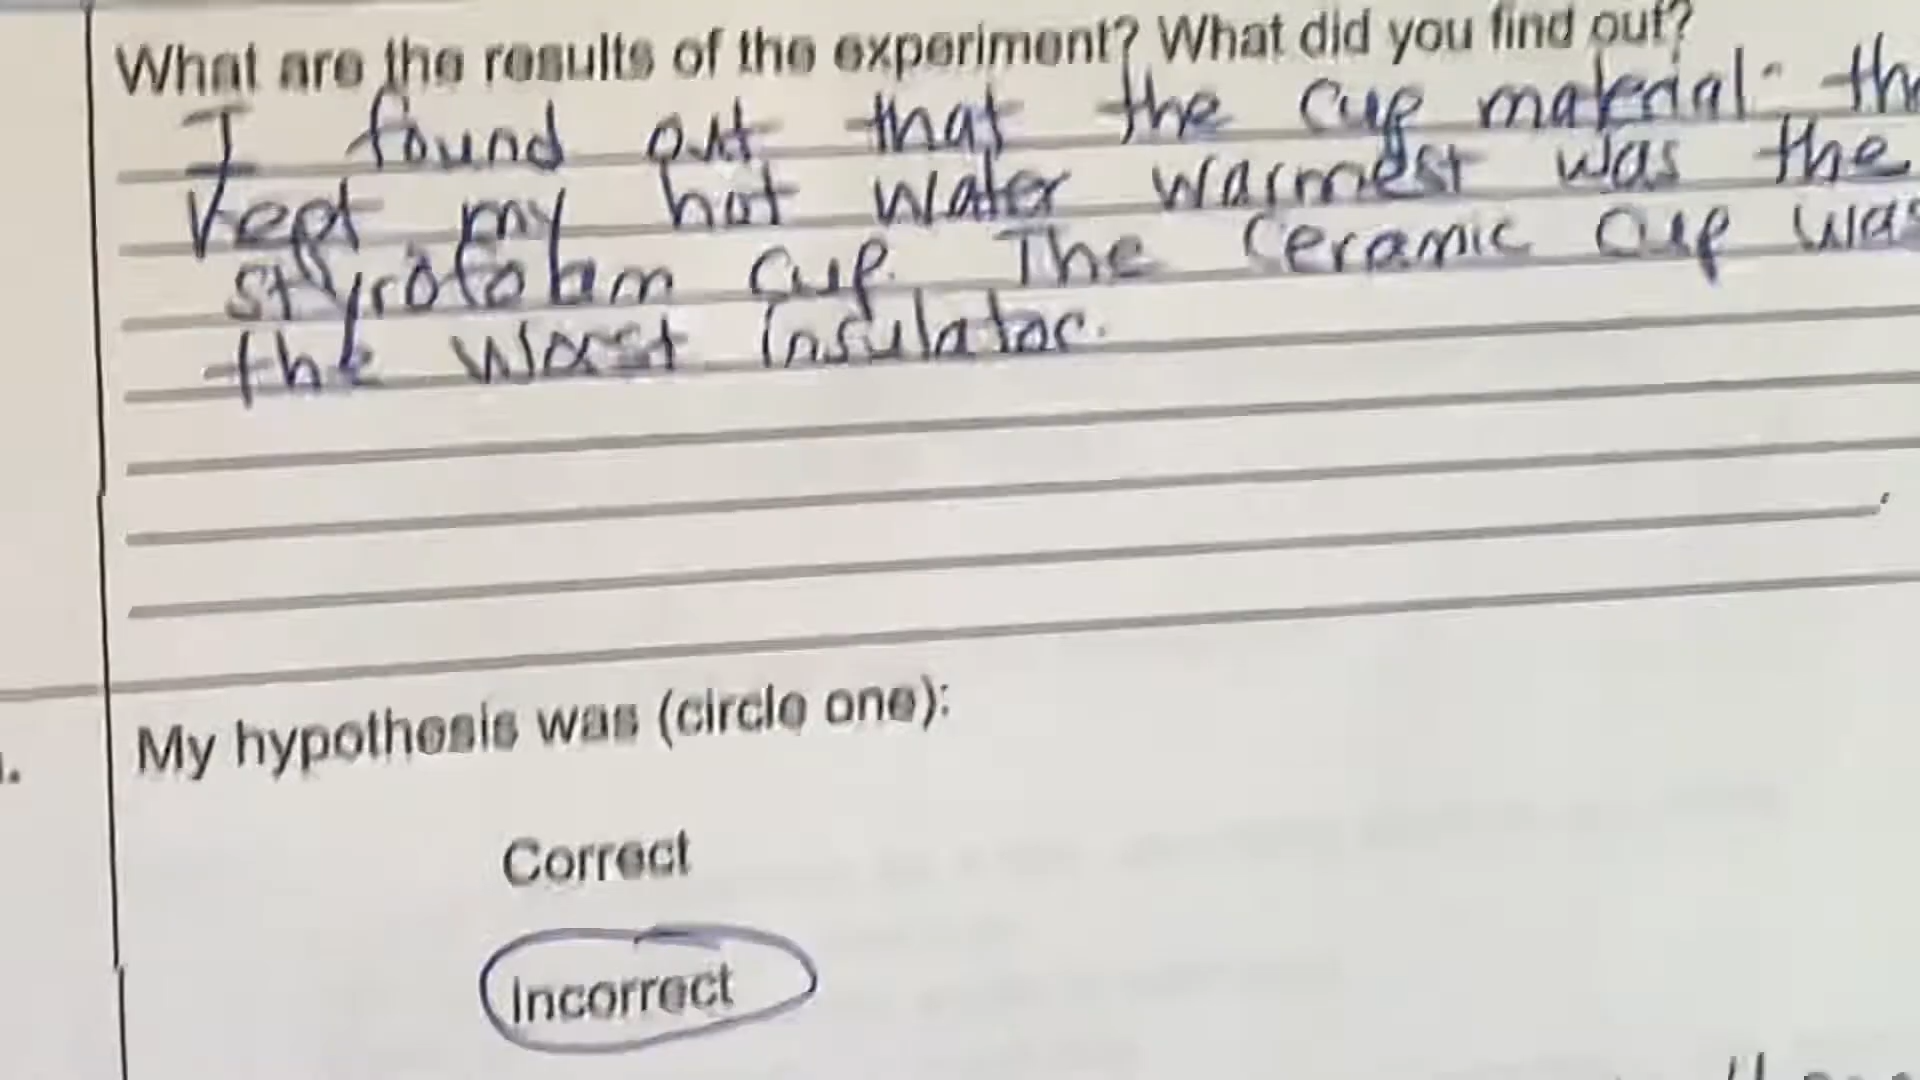 What are the results of the experiment? What did you find out?
I found out that the cup material th
kept my hot water warmest was the
styrofoam cup. The ceramic cup was
the worst insulator.
My hypothesis was (circle one):
Correct
Incorrect